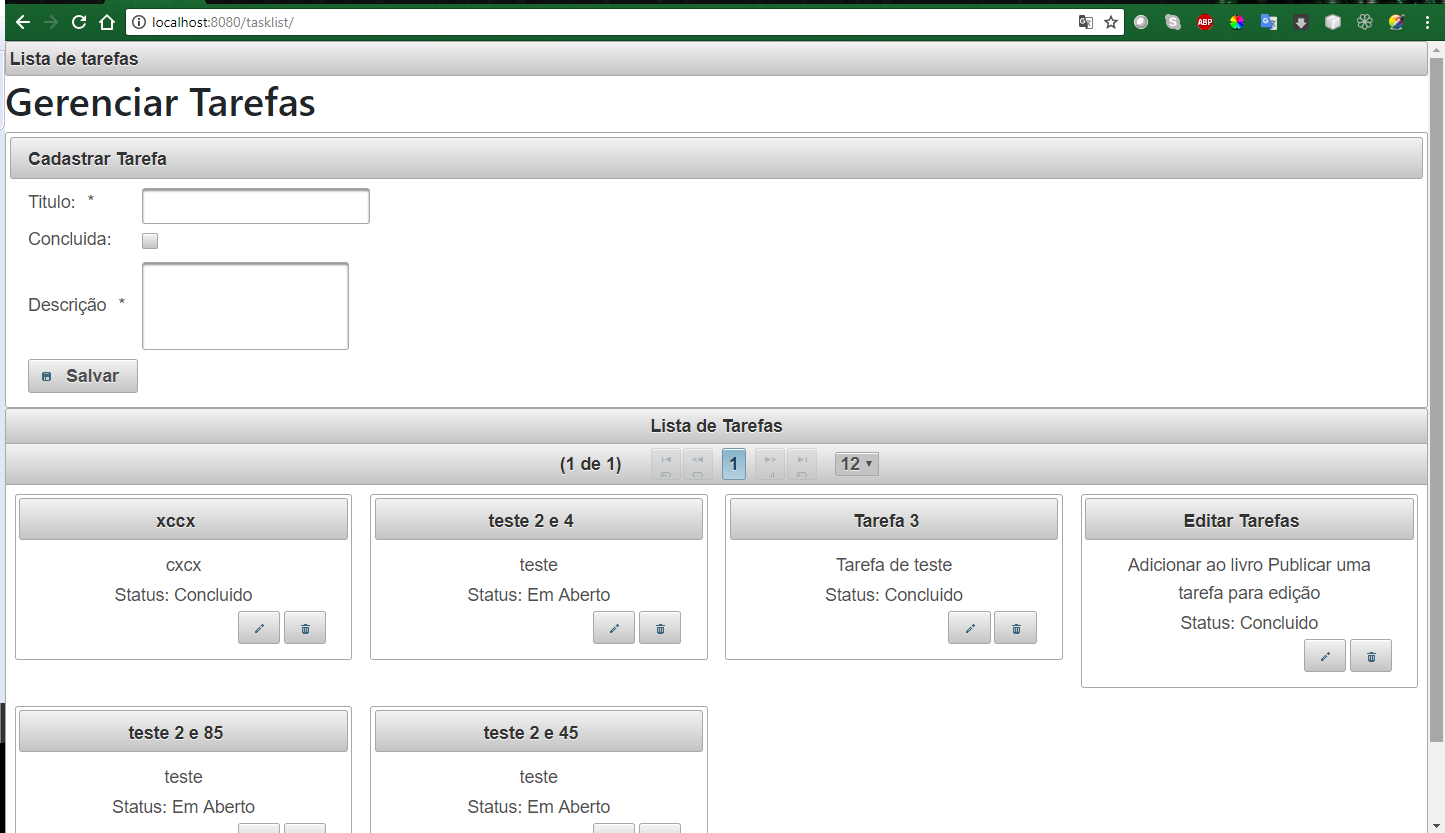 localhost:8080/tasklist/
ABP
Lista de tarefas
Gerenciar Tarefas
Cadastrar Tarefa
Titulo: *
Concluida:
Descrição *
Salvar
Lista de Tarefas
(1 de 1) 1 12
xccx
cxcx
Status: Concluido
teste 2 e 4
teste
Status: Em Aberto
Tarefa 3
Tarefa de teste
Status: Concluido
Editar Tarefas
Adicionar ao livro Publicar uma
tarefa para edição
Status: Concluido
teste 2 e 85
teste
Status: Em Aberto
teste 2 e 45
teste
Status: Em Aberto